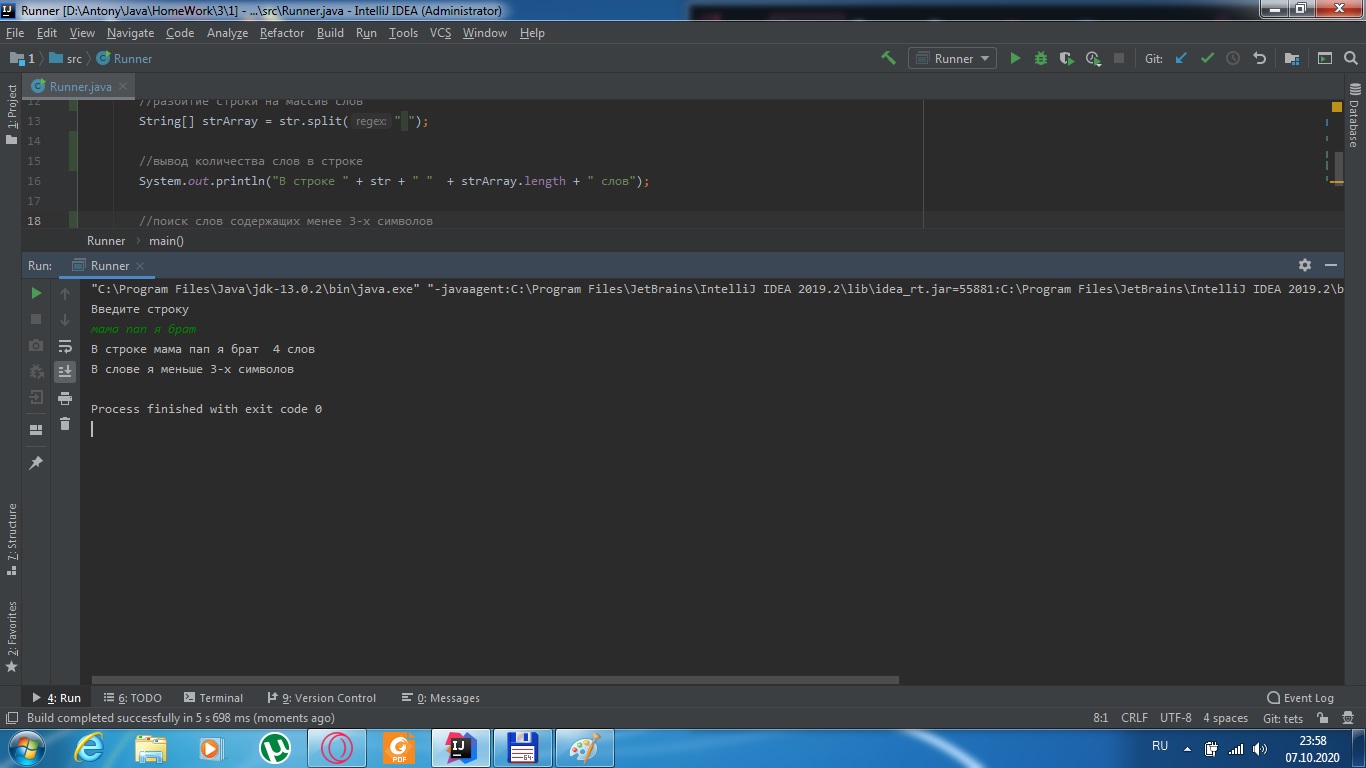 Runner [D:\Antony\Java\HomeWork\3\1] - ...\src\Runner.java - IntelliJ IDEA (Administrator)
File Edit View Navigate Code Analyze Refactor Build Run Tools VCS Window Help
1 src Runner Runner Git:
Runner.java
1: Project
Database
12 //разбитие строки на массив слов
13 String[] strArray = str.split( regex: " ");
14
15 //вывод количества слов в строке
16 System.out.println("В строке " + str + " "  + strArray.length + " слов");
17
18 //поиск слов содержащих менее 3-х символов
Runner main()
Run: Runner
"C:\Program Files\Java\jdk-13.0.2\bin\java.exe" "-javaagent:C:\Program Files\JetBrains\IntelliJ IDEA 2019.2\lib\idea_rt.jar=55881:C:\Program Files\JetBrains\IntelliJ IDEA 2019.2\b
Введите строку
мама пап я брат
В строке мама пап я брат  4 слов
В слове я меньше 3-х символов
Process finished with exit code 0
7: Structure
2: Favorites
4: Run 6: TODO Terminal 9: Version Control 0: Messages Event Log
Build completed successfully in 5 s 698 ms (moments ago) 8:1 CRLF UTF-8 4 spaces Git: tets
PDF IJ 64 RU 23:58
07.10.2020